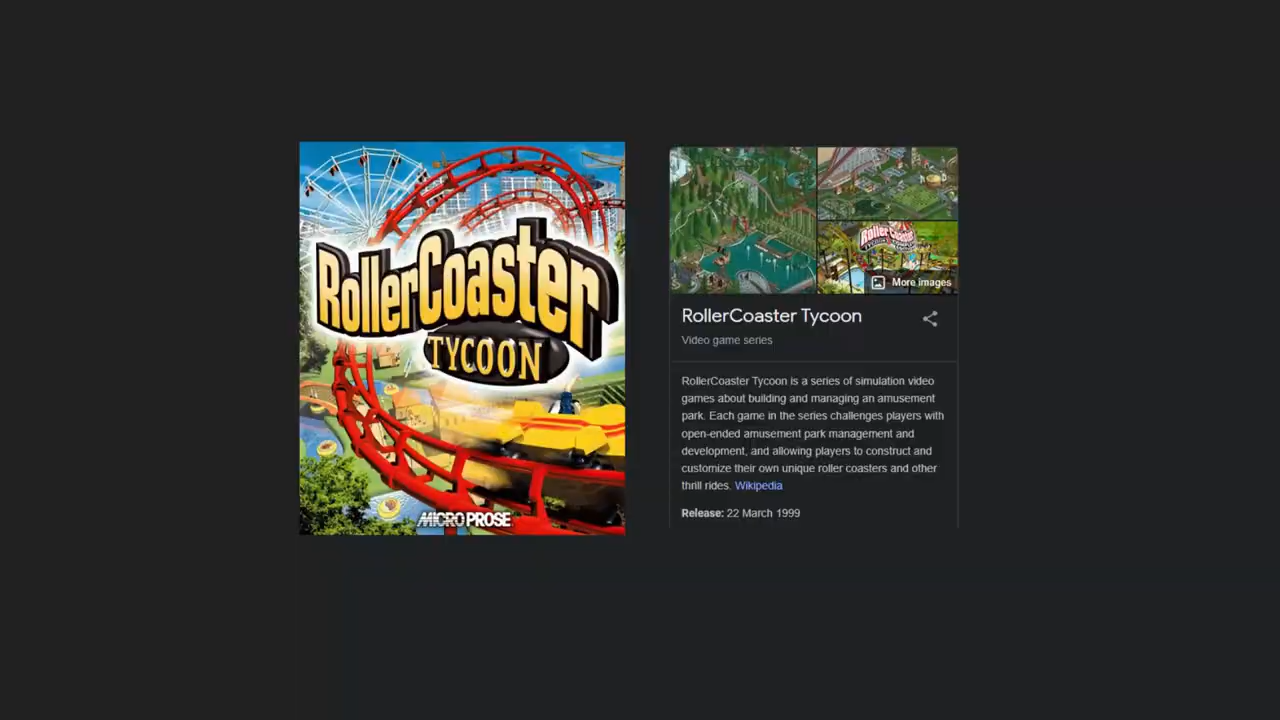 RollerCoaster
TYCOON
MICROPROSE
Roller Coaster
More images
RollerCoaster Tycoon
Video game series
RollerCoaster Tycoon is a series of simulation video
games about building and managing an amusement
park. Each game in the series challenges players with
open-ended amusement park management and
development, and allowing players to construct and
customize their own unique roller coasters and other
thrill rides. Wikipedia
Release: 22 March 1999